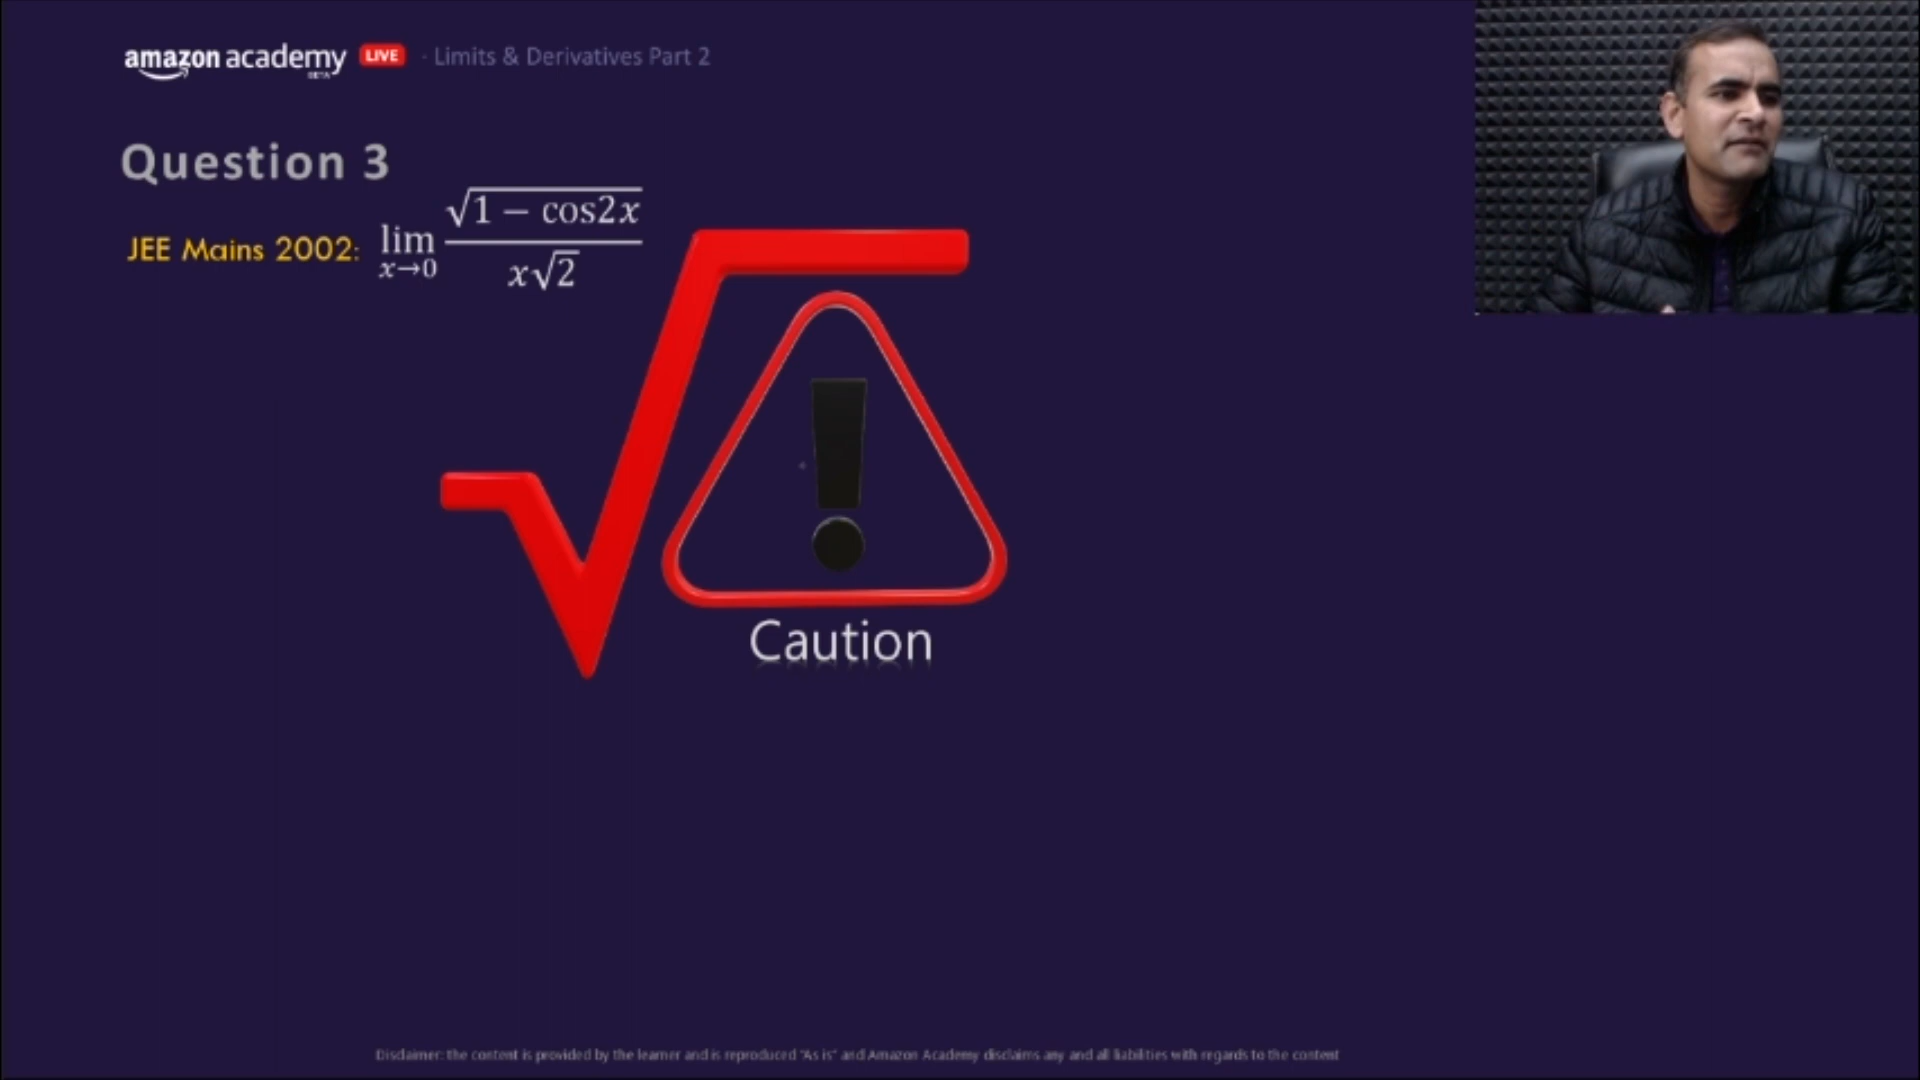 amazon academy LIVE · Limits & Derivatives Part 2
BETA
Question 3
JEE Mains 2002: lim x→0 √1 − cos2x / x√2
!
Caution
Disclaimer: the content is provided by the learner and is reproduced "As is" and Amazon Academy disclaims any and all liabilities with regards to the content